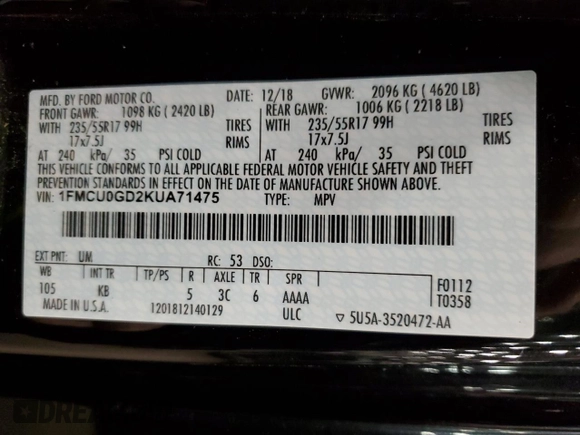 MFD. BY FORD MOTOR CO. DATE: 12/18 GVWR: 2096 KG ( 4620 LB)
FRONT GAWR: 1098 KG ( 2420 LB) REAR GAWR: 1006 KG ( 2218 LB)
WITH 235/55R17 99H TIRES WITH 235/55R17 99H TIRES
17x7.5J RIMS 17x7.5J RIMS
AT 240 kPa/ 35 PSI COLD AT 240 kPa/ 35 PSI COLD
THIS VEHICLE CONFORMS TO ALL APPLICABLE FEDERAL MOTOR VEHICLE SAFETY AND THEFT
PREVENTION STANDARDS IN EFFECT ON THE DATE OF MANUFACTURE SHOWN ABOVE.
VIN: 1FMCU0GD2KUA71475 TYPE: MPV
EXT PNT: UM RC: 53 DSO:
WB INT TR TP/PS R AXLE TR SPR F0112
105 KB 5 3C 6 AAAA T0358
MADE IN U.S.A. 1201812140129 ULC ▽ 5U5A-3520472-AA